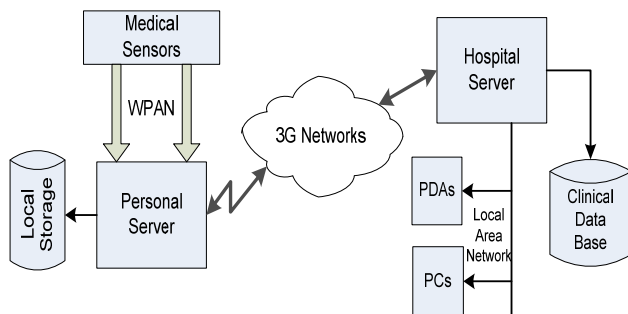 Medical
Sensors
WPAN
Local
Storage
Personal
Server
3G Networks
Hospital
Server
PDAs
Local
Area
Network
PCs
Clinical
Data
Base